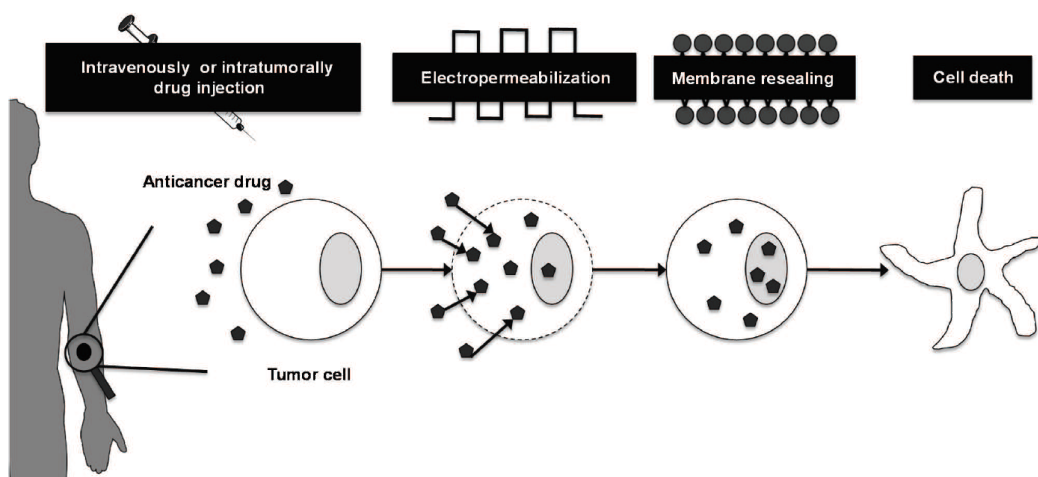 Intravenously or intratumorally
drug injection
Electropermeabilization
Membrane resealing
Cell death
Anticancer drug
Tumor cell